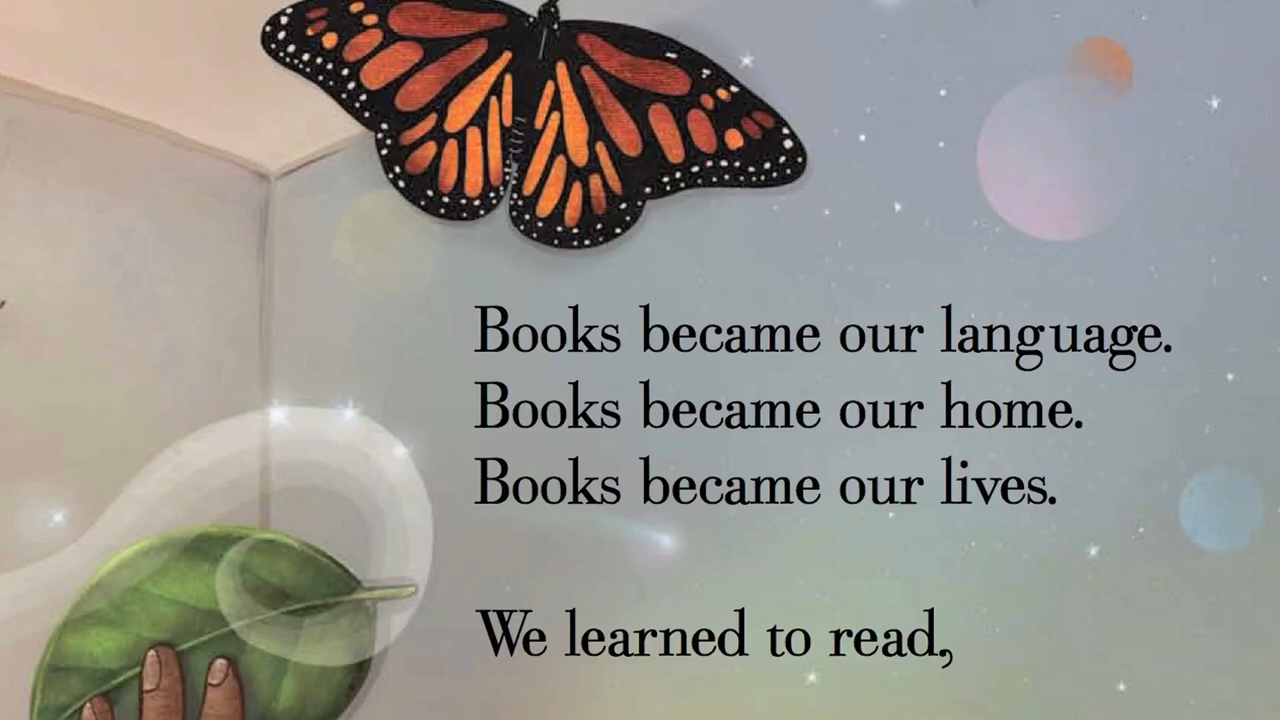 Books became our language.
Books became our home.
Books became our lives.
We learned to read,